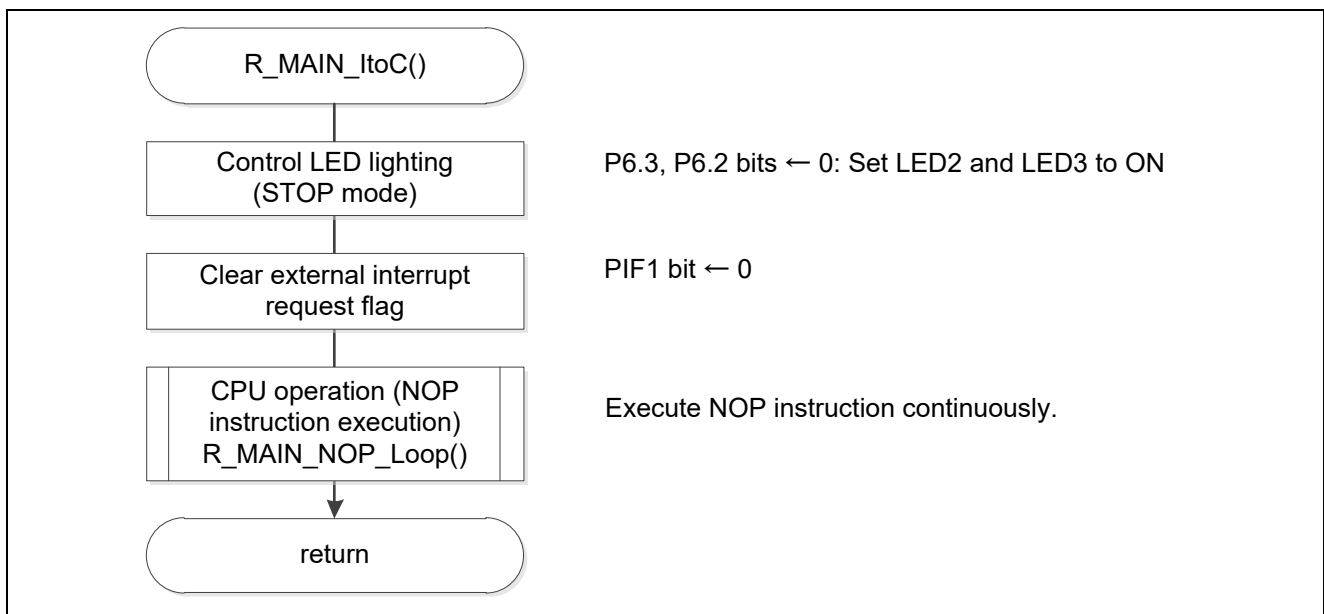 R_MAIN_ItoC()
Control LED lighting
(STOP mode)
P6.3, P6.2 bits ← 0: Set LED2 and LED3 to ON
Clear external interrupt
request flag
PIF1 bit ← 0
CPU operation (NOP
instruction execution)
R_MAIN_NOP_Loop()
Execute NOP instruction continuously.
return